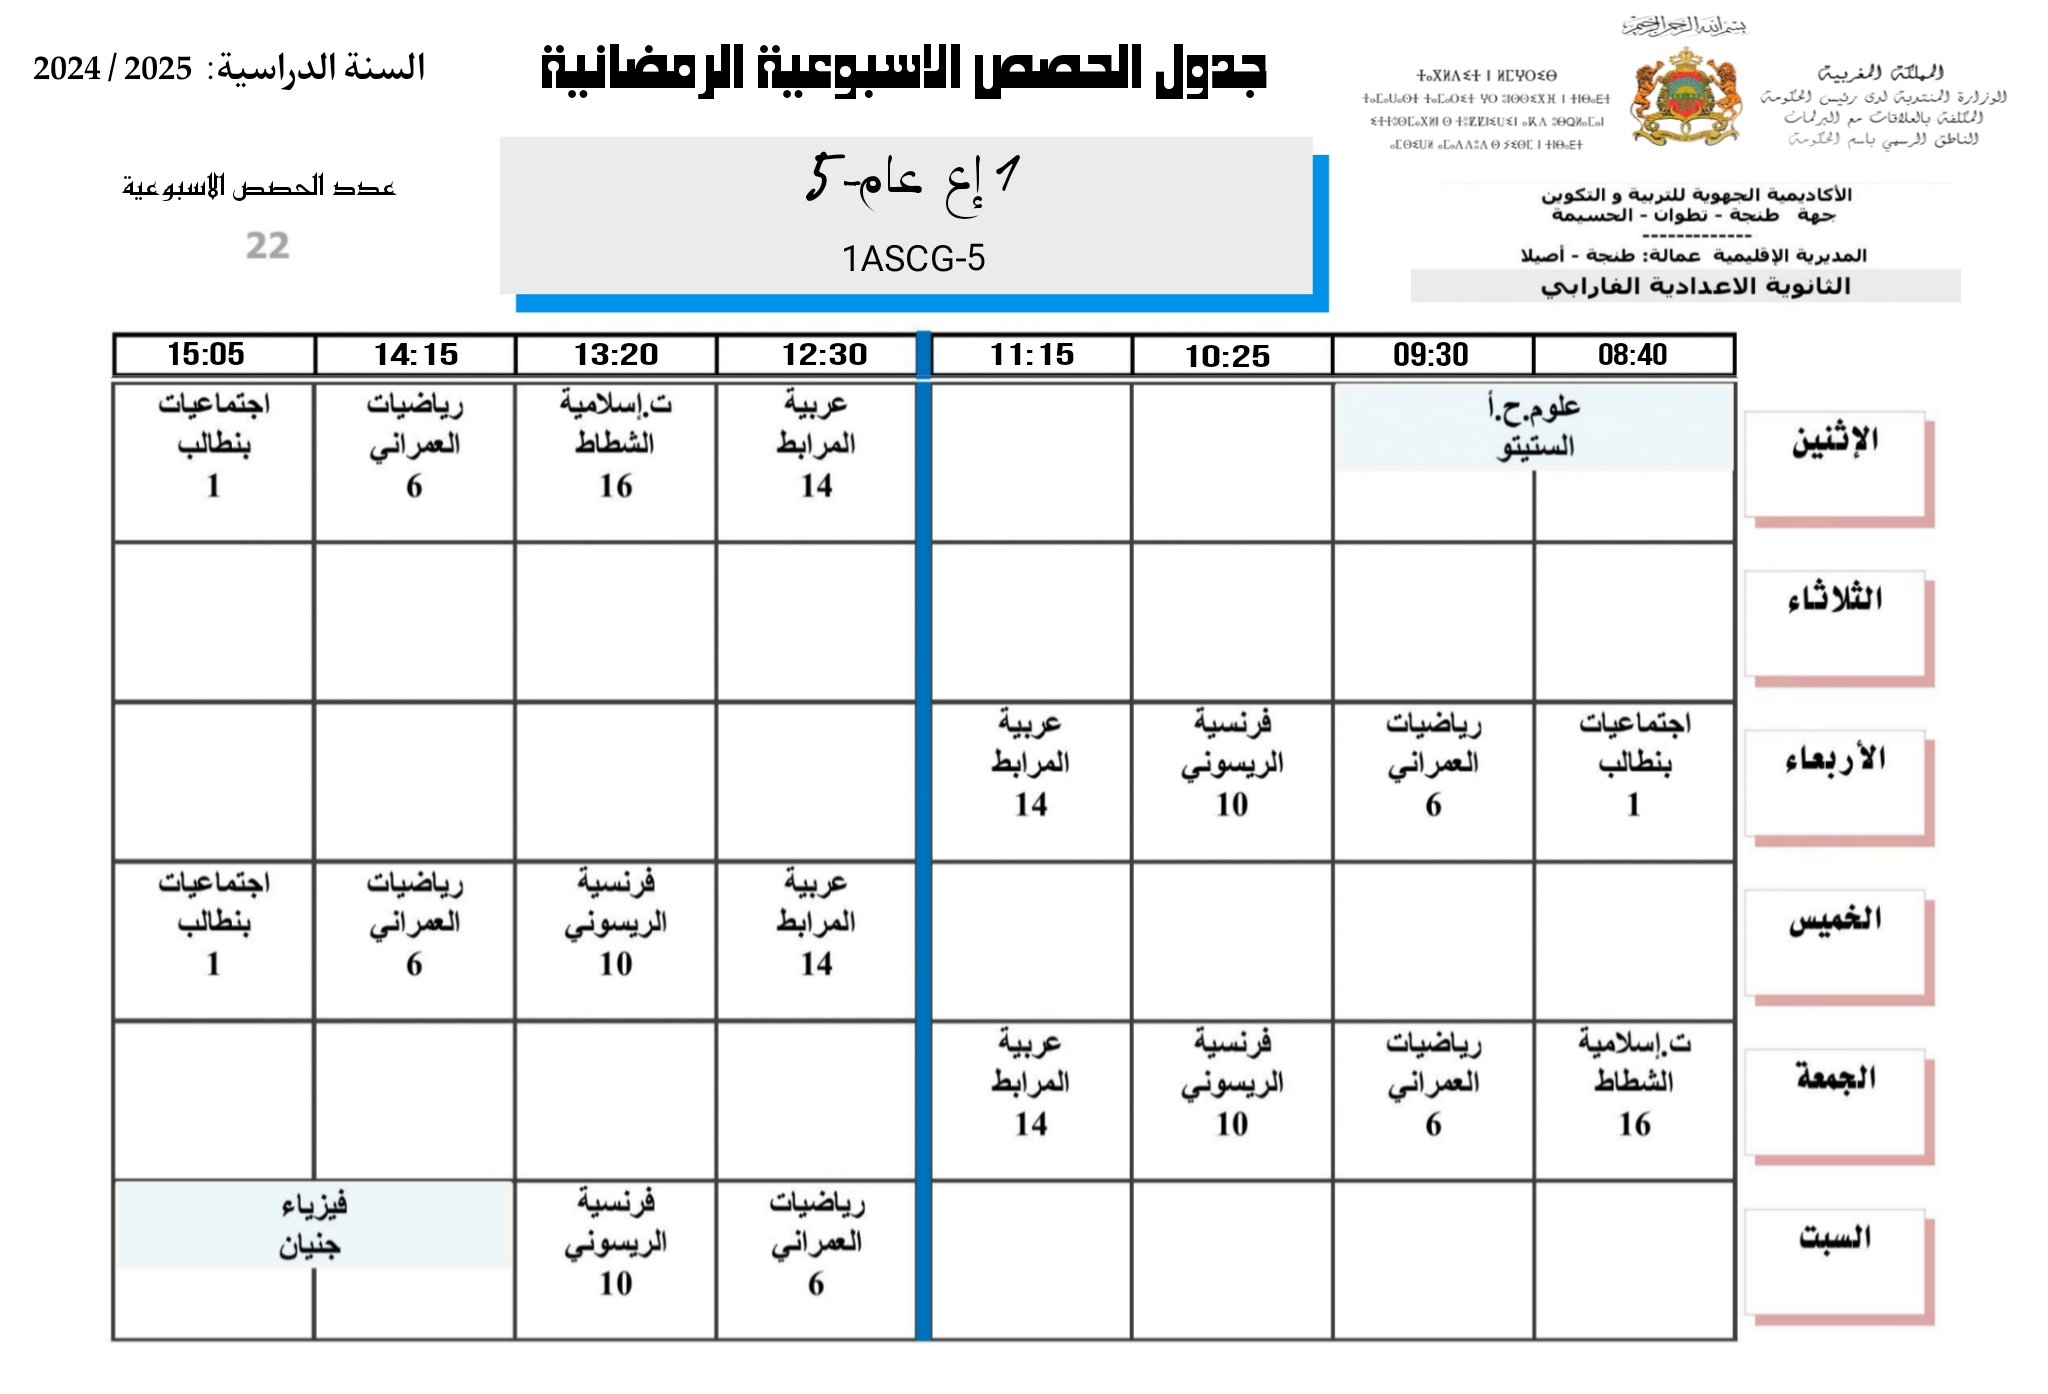 جدول الحصص الاسبوعية الرمضانية
السنة الدراسية: 2024 / 2025
المملكة المغربية
الوزارة المنتدبة لدى رئيس الحكومة
المكلفة بالعلاقات مع البرلمان
الناطق الرسمي باسم الحكومة
ⵜⴰⴳⵍⴷⵉⵜ ⵏ ⵍⵎⵖⵔⵉⴱ
الأكاديمية الجهوية للتربية و التكوين
جهة طنجة - تطوان - الحسيمة
-------------
المديرية الإقليمية عمالة: طنجة - أصيلا
الثانوية الاعدادية الفارابي
1 إع عام-5
1ASCG-5
عدد الحصص الاسبوعية
22
08:40 09:30 10:25 11:15 12:30 13:20 14:15 15:05
الإثنين
علوم.ح.أ
الستيتو
عربية
المرابط
14
ت.إسلامية
الشطاط
16
رياضيات
العمراني
6
اجتماعيات
بنطالب
1
الثلاثاء
الأربعاء
اجتماعيات
بنطالب
1
رياضيات
العمراني
6
فرنسية
الريسوني
10
عربية
المرابط
14
الخميس
عربية
المرابط
14
فرنسية
الريسوني
10
رياضيات
العمراني
6
اجتماعيات
بنطالب
1
الجمعة
ت.إسلامية
الشطاط
16
رياضيات
العمراني
6
فرنسية
الريسوني
10
عربية
المرابط
14
السبت
رياضيات
العمراني
6
فرنسية
الريسوني
10
فيزياء
جنيان